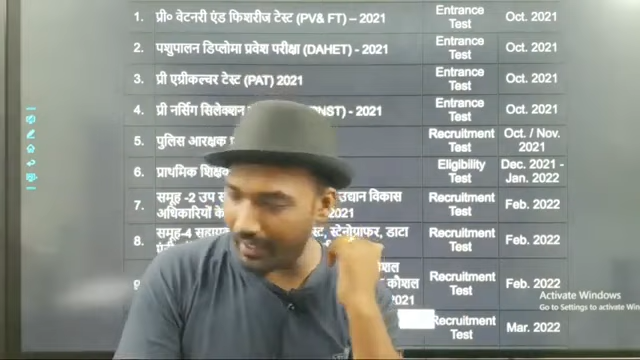 1. प्री० वेटनरी एंड फिशरीज टेस्ट (PV& FT) – 2021 Entrance Test Oct. 2021
2. पशुपालन डिप्लोमा प्रवेश परीक्षा (DAHET) - 2021 Entrance Test Oct. 2021
3. प्री एग्रीकल्चर टेस्ट (PAT) 2021 Entrance Test Oct. 2021
4. प्री नर्सिग सिलेक्शन NST) - 2021 Entrance Test Oct. 2021
5. पुलिस आरक्षक Recruitment Test Oct. / Nov. 2021
6. प्राथमिक Eligibility Test Dec. 2021 - Jan. 2022
7. समूह -2 उप उद्यान विकास
अधिकारियों के 2021 Recruitment Test Feb. 2022
8. समूह-4 स्टेनोग्राफर, डाटा Recruitment Test Feb. 2022
कौशल
2021 Recruitment Test Feb. 2022
Recruitment Test Mar. 2022
Activate Windows
Go to Settings to activate Win